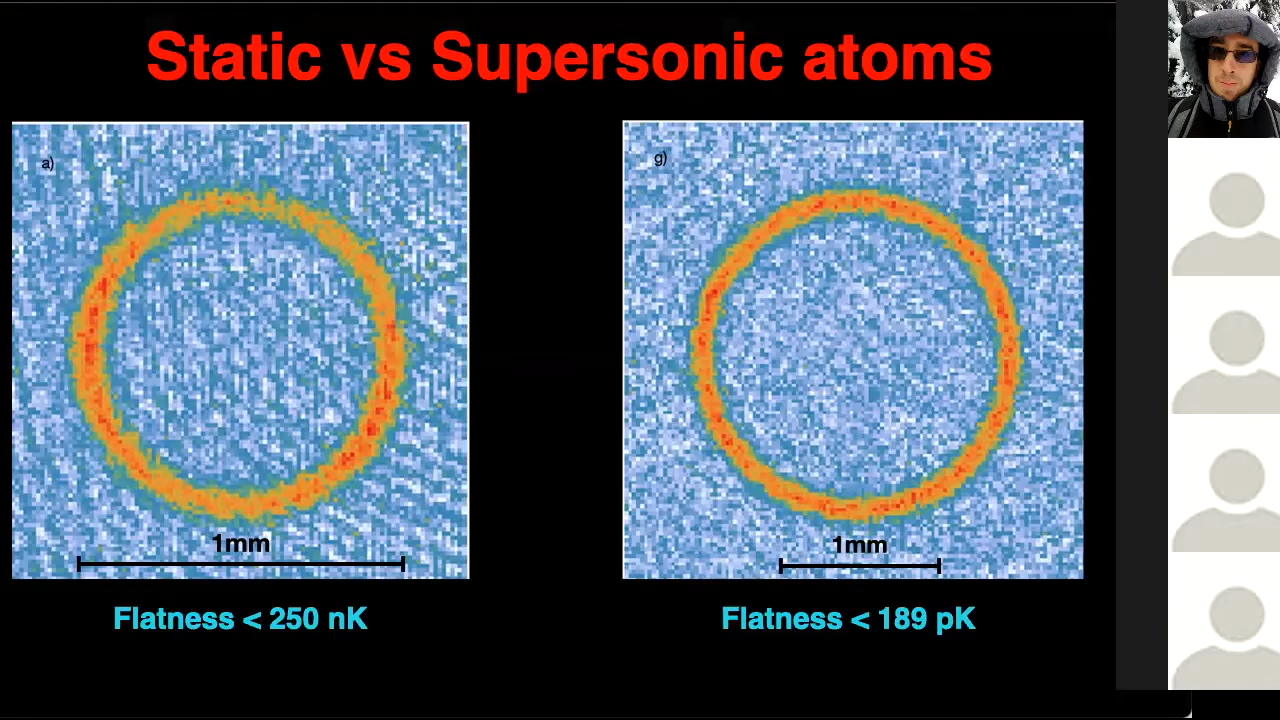 Static vs Supersonic atoms
a)
g)
1mm
1mm
Flatness < 250 nK
Flatness < 189 pK